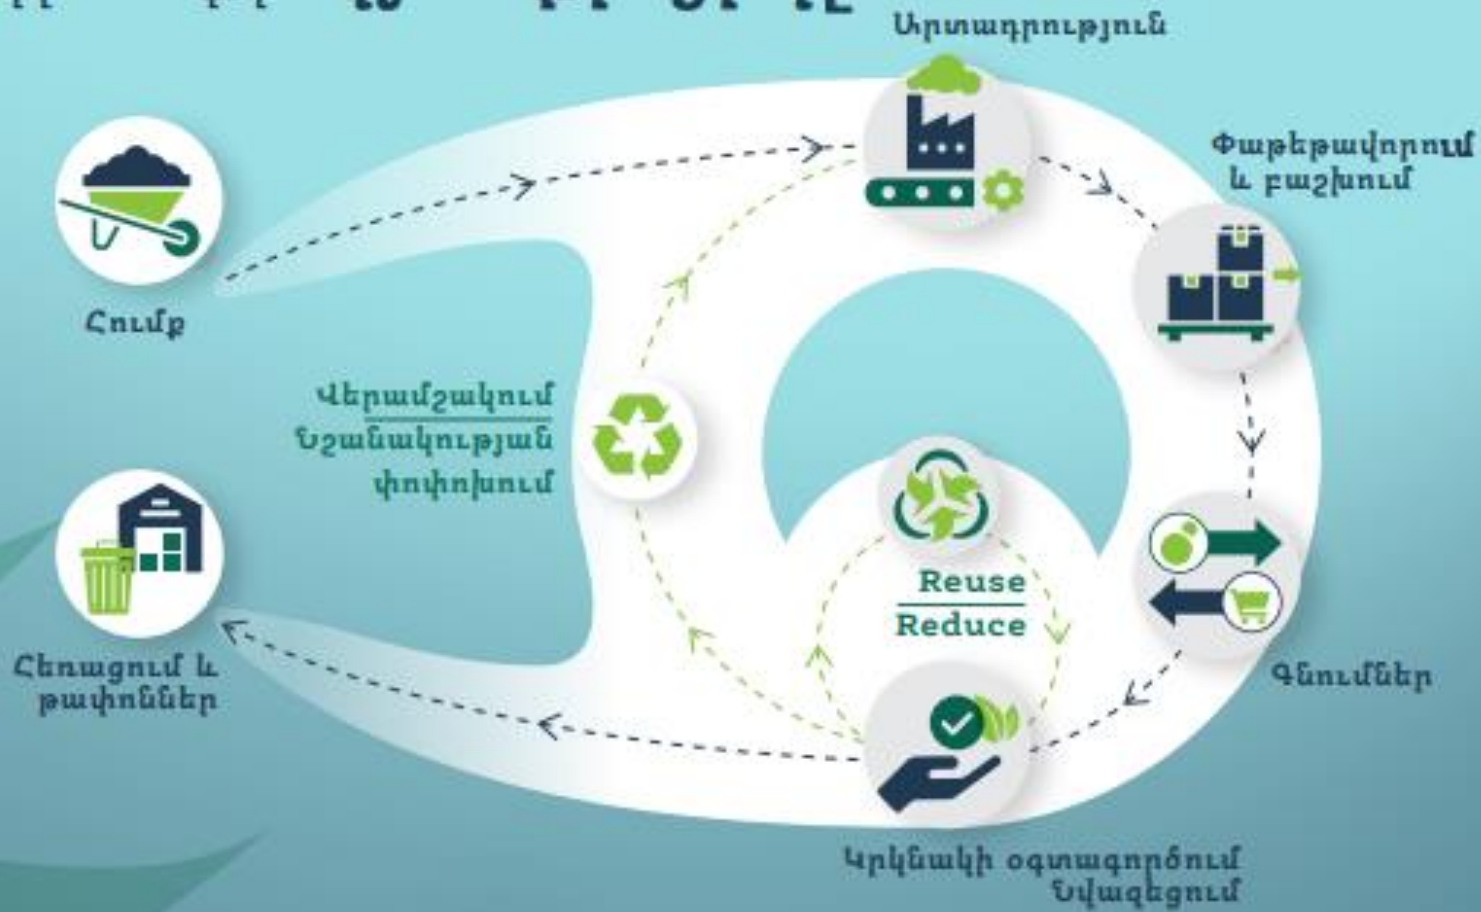 Արտադրություն
Փաթեթավորում
և բաշխում
Հումք
Վերամշակում
Նշանակության
փոփոխում
Reuse
Reduce
Գնումներ
Հեռացում և
թափոններ
Կրկնակի օգտագործում
Նվազեցում